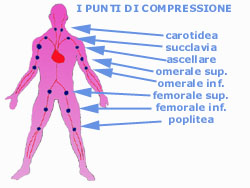 I PUNTI DI COMPRESSIONE
carotidea
succlavia
ascellare
omerale sup.
omerale inf.
femorale sup.
femorale inf.
poplitea